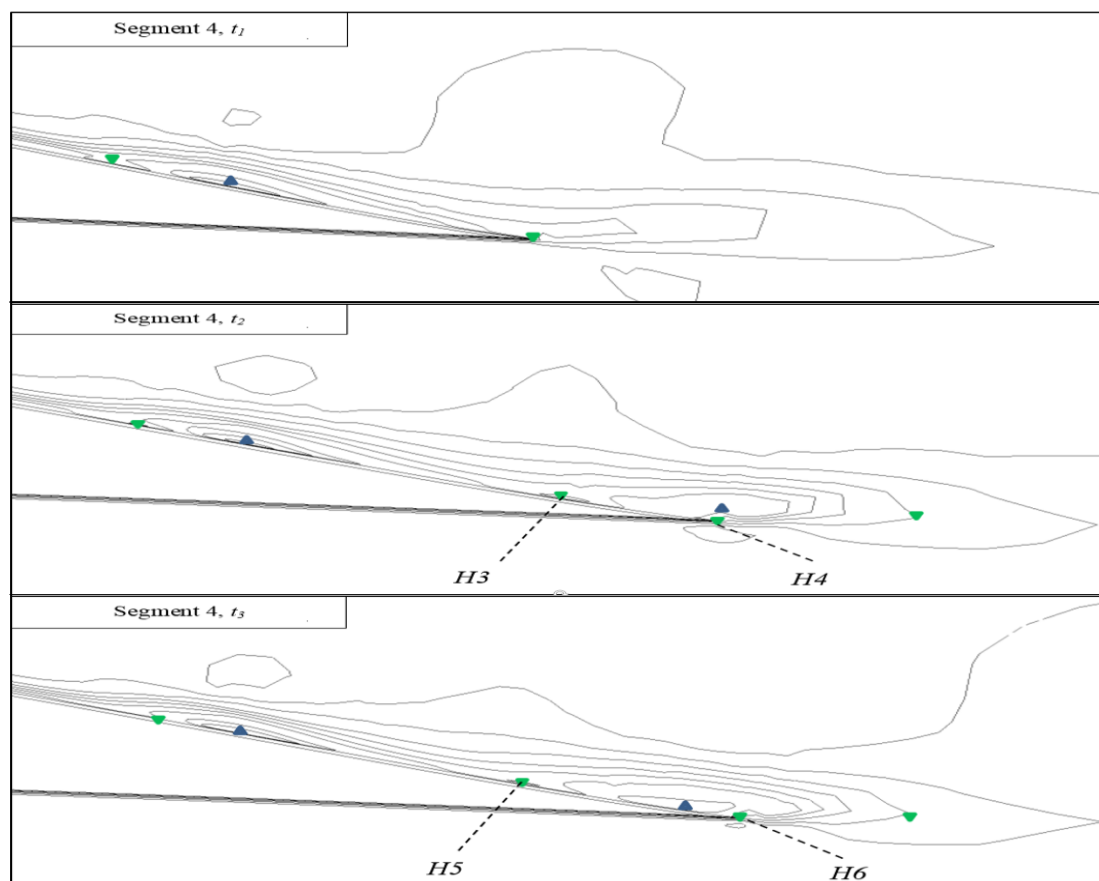 Segment 4, t₁
Segment 4, t₂
H3
H4
Segment 4, t₃
H5
H6